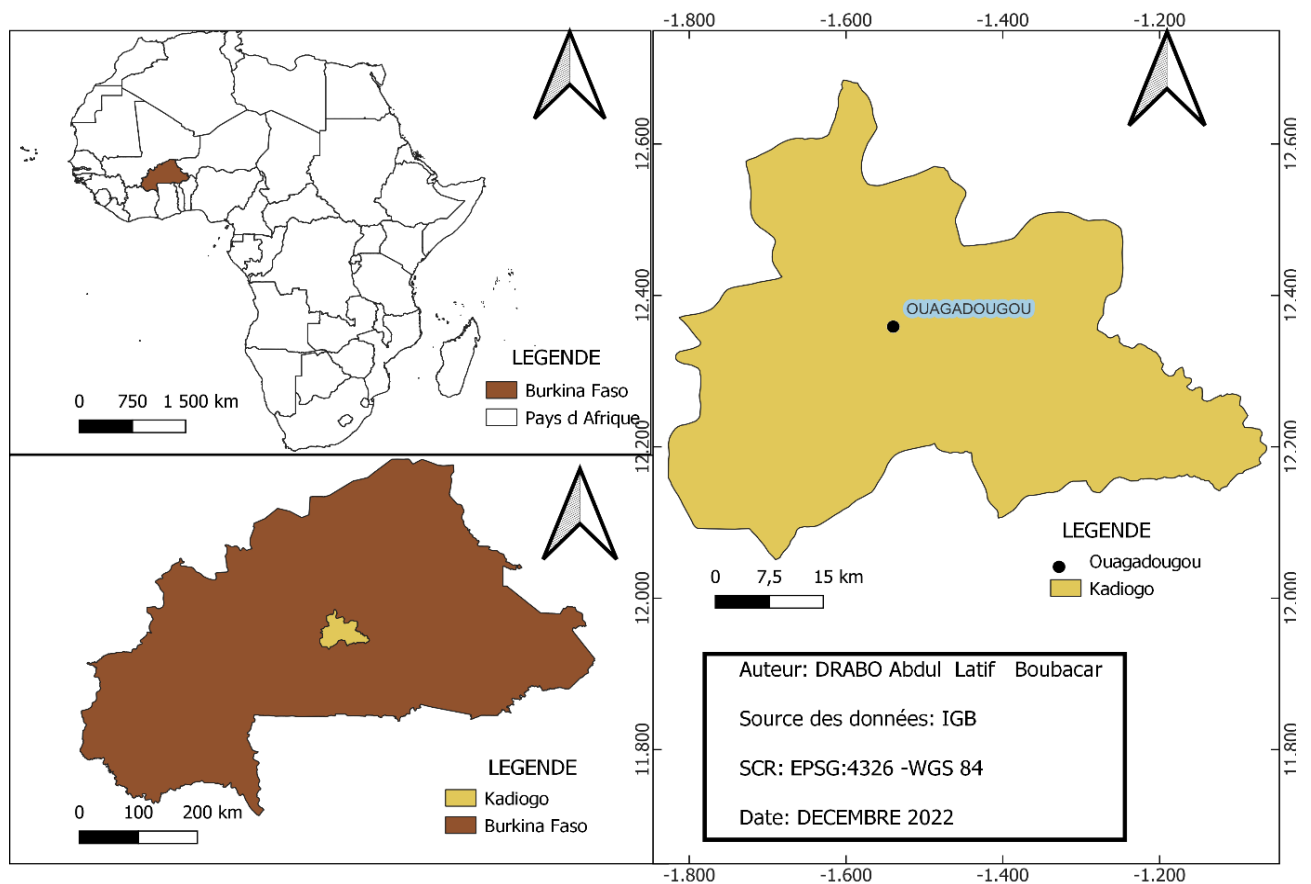 LEGENDE
Burkina Faso
Pays d Afrique
0 750 1 500 km
LEGENDE
Kadiogo
Burkina Faso
0 100 200 km
-1.800 -1.600 -1.400 -1.200
12.600
12.400
12.200
12.000
11.800
OUAGADOUGOU
LEGENDE
Ouagadougou
Kadiogo
0 7,5 15 km
12.600
12.400
12.200
12.000
11.800
Auteur: DRABO Abdul Latif Boubacar
Source des données: IGB
SCR: EPSG:4326 -WGS 84
Date: DECEMBRE 2022
-1.800 -1.600 -1.400 -1.200